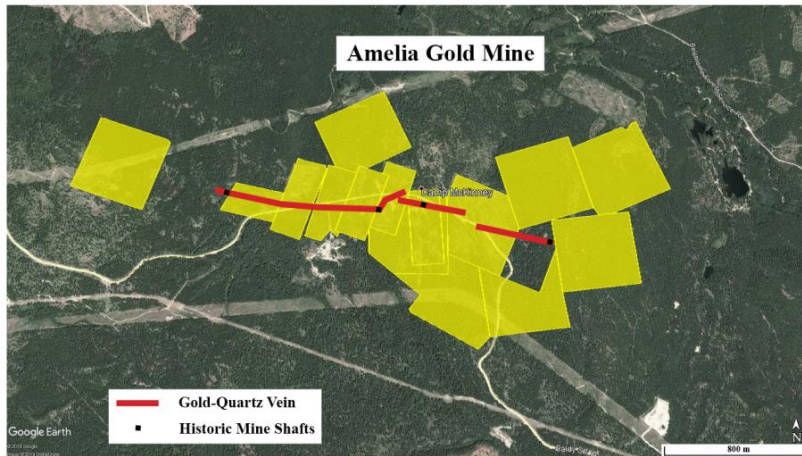 Amelia Gold Mine
Camp McKinney
Gold-Quartz Vein
Historic Mine Shafts
Google Earth
N
800 m